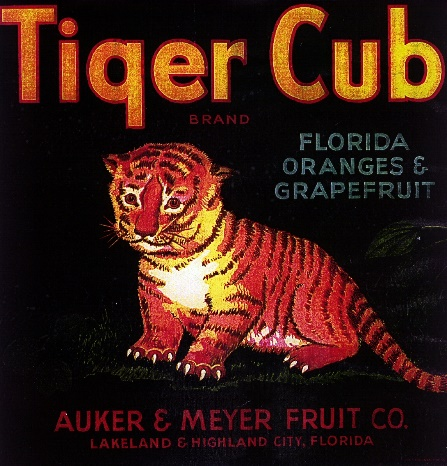 Tiger Cub
BRAND
FLORIDA
ORANGES &
GRAPEFRUIT
AUKER & MEYER FRUIT CO.
LAKELAND & HIGHLAND CITY, FLORIDA